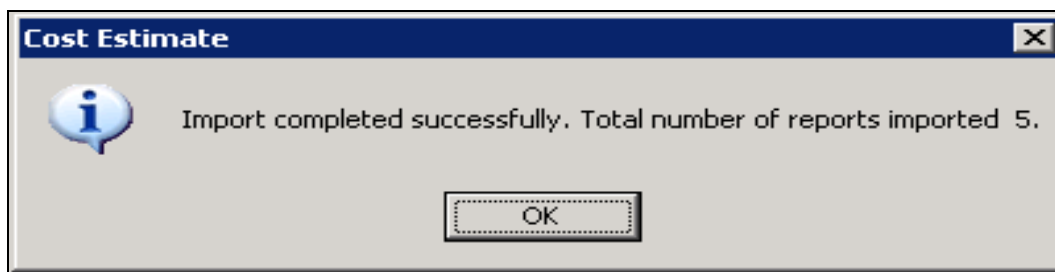 Cost Estimate
Import completed successfully. Total number of reports imported  5.
OK